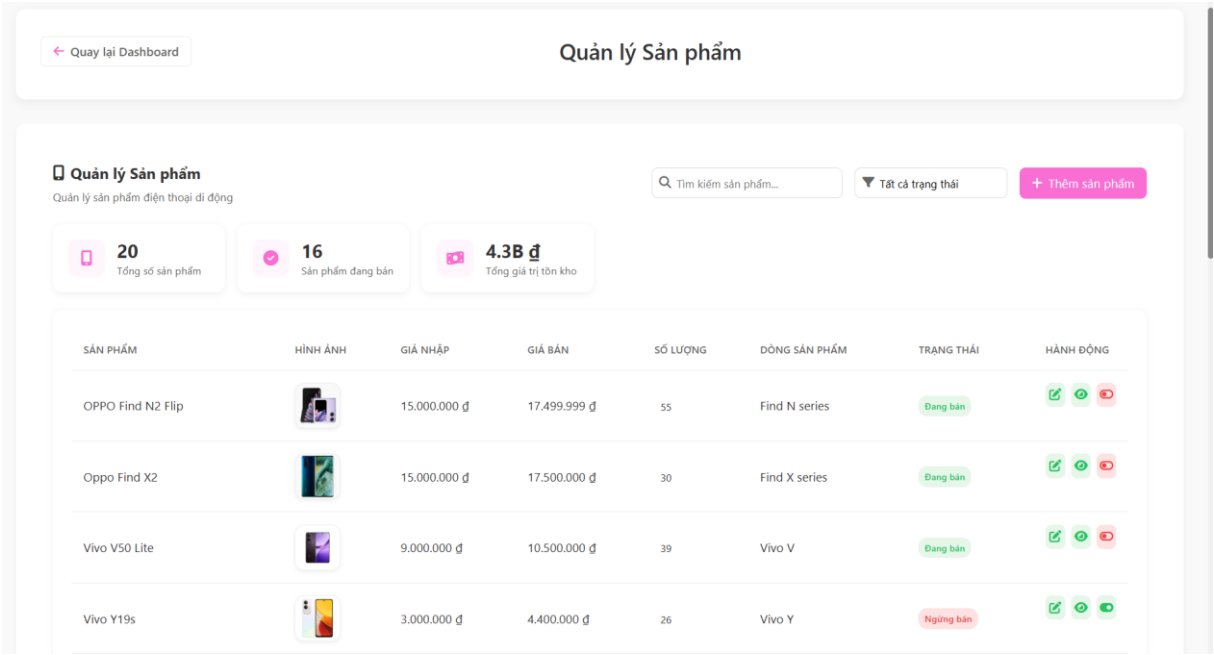 Quay lại Dashboard
Quản lý Sản phẩm
Quản lý Sản phẩm
Quản lý sản phẩm điện thoại di động
Tìm kiếm sản phẩm...
Tất cả trạng thái
+ Thêm sản phẩm
20
Tổng số sản phẩm
16
Sản phẩm đang bán
4.3B ₫
Tổng giá trị tồn kho
SẢN PHẨM HÌNH ẢNH GIÁ NHẬP GIÁ BÁN SỐ LƯỢNG DÒNG SẢN PHẨM TRẠNG THÁI HÀNH ĐỘNG
OPPO Find N2 Flip 15.000.000 ₫ 17.499.999 ₫ 55 Find N series Đang bán
Oppo Find X2 15.000.000 ₫ 17.500.000 ₫ 30 Find X series Đang bán
Vivo V50 Lite 9.000.000 ₫ 10.500.000 ₫ 39 Vivo V Đang bán
Vivo Y19s 3.000.000 ₫ 4.400.000 ₫ 26 Vivo Y Ngừng bán